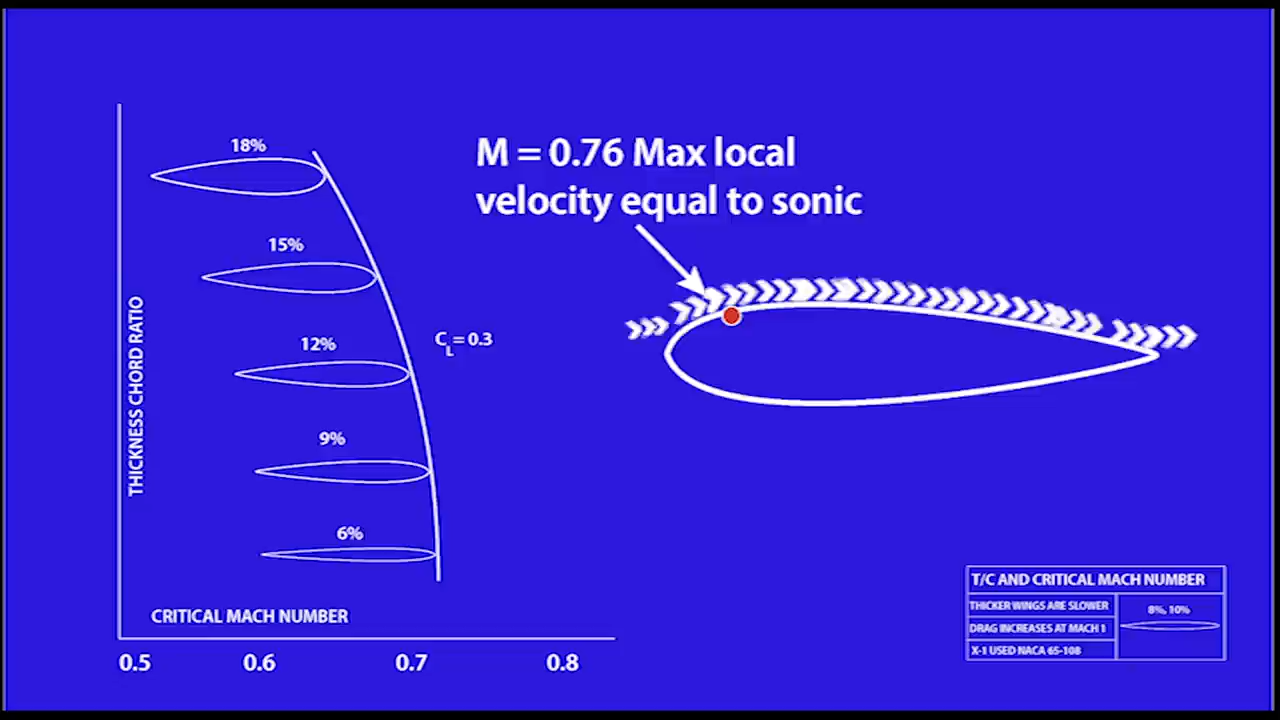 18%
15%
12%
9%
6%
THICKNESS CHORD RATIO
CRITICAL MACH NUMBER
0.5 0.6 0.7 0.8
CL= 0.3
M = 0.76 Max local
velocity equal to sonic
T/C AND CRITICAL MACH NUMBER
THICKER WINGS ARE SLOWER
DRAG INCREASES AT MACH 1
X-1 USED NACA 65-108
8%, 10%